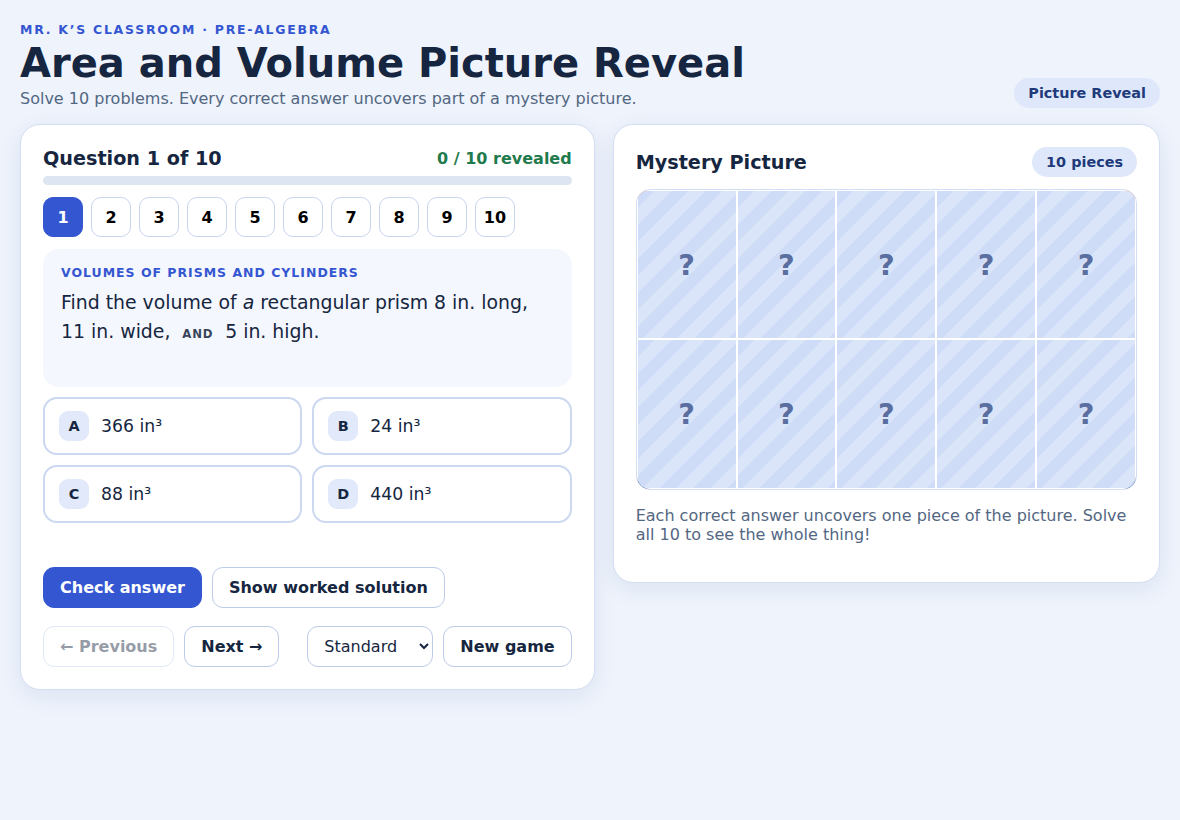 MR. K’S CLASSROOM · PRE-ALGEBRA
Area and Volume Picture Reveal
Solve 10 problems. Every correct answer uncovers part of a mystery picture.
Picture Reveal
Question 1 of 10
0 / 10 revealed
1 2 3 4 5 6 7 8 9 10
VOLUMES OF PRISMS AND CYLINDERS
Find the volume of a rectangular prism 8 in. long,
11 in. wide, AND 5 in. high.
A 366 in³
B 24 in³
C 88 in³
D 440 in³
Check answer
Show worked solution
← Previous
Next →
Standard
New game
Mystery Picture
10 pieces
? ? ? ? ?
? ? ? ? ?
Each correct answer uncovers one piece of the picture. Solve
all 10 to see the whole thing!